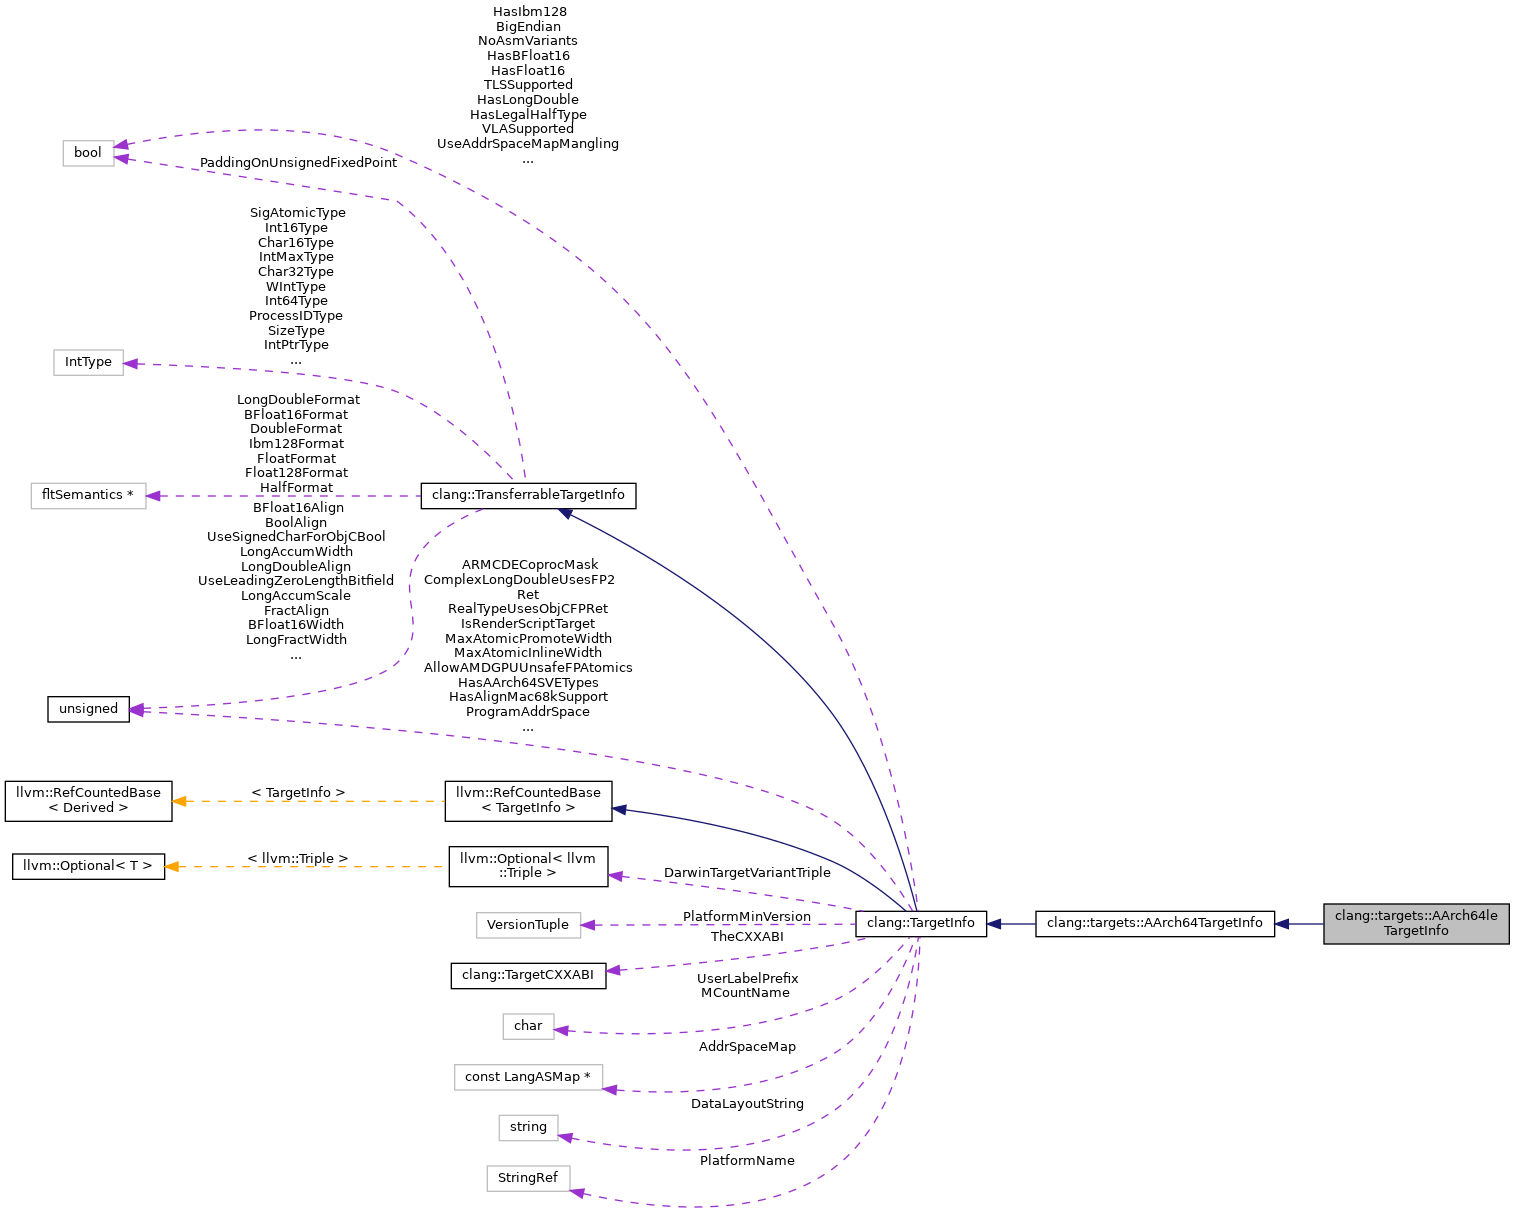 HasIbm128
BigEndian
NoAsmVariants
HasBFloat16
HasFloat16
TLSSupported
HasLongDouble
HasLegalHalfType
VLASupported
UseAddrSpaceMapMangling
...
bool
PaddingOnUnsignedFixedPoint
SigAtomicType
Int16Type
Char16Type
IntMaxType
Char32Type
WIntType
Int64Type
ProcessIDType
SizeType
IntPtrType
...
IntType
LongDoubleFormat
BFloat16Format
DoubleFormat
Ibm128Format
FloatFormat
Float128Format
HalfFormat
fltSemantics *
clang::TransferrableTargetInfo
BFloat16Align
BoolAlign
UseSignedCharForObjCBool
LongAccumWidth
LongDoubleAlign
UseLeadingZeroLengthBitfield
LongAccumScale
FractAlign
BFloat16Width
LongFractWidth
...
ARMCDECoprocMask
ComplexLongDoubleUsesFP2
Ret
RealTypeUsesObjCFPRet
IsRenderScriptTarget
MaxAtomicPromoteWidth
MaxAtomicInlineWidth
AllowAMDGPUUnsafeFPAtomics
HasAArch64SVETypes
HasAlignMac68kSupport
ProgramAddrSpace
...
unsigned
llvm::RefCountedBase
< Derived >
< TargetInfo >
llvm::RefCountedBase
< TargetInfo >
llvm::Optional< T >
< llvm::Triple >
llvm::Optional< llvm
::Triple >
DarwinTargetVariantTriple
VersionTuple
PlatformMinVersion
TheCXXABI
clang::TargetInfo
clang::targets::AArch64TargetInfo
clang::targets::AArch64le
TargetInfo
clang::TargetCXXABI
UserLabelPrefix
MCountName
char
AddrSpaceMap
const LangASMap *
DataLayoutString
string
PlatformName
StringRef